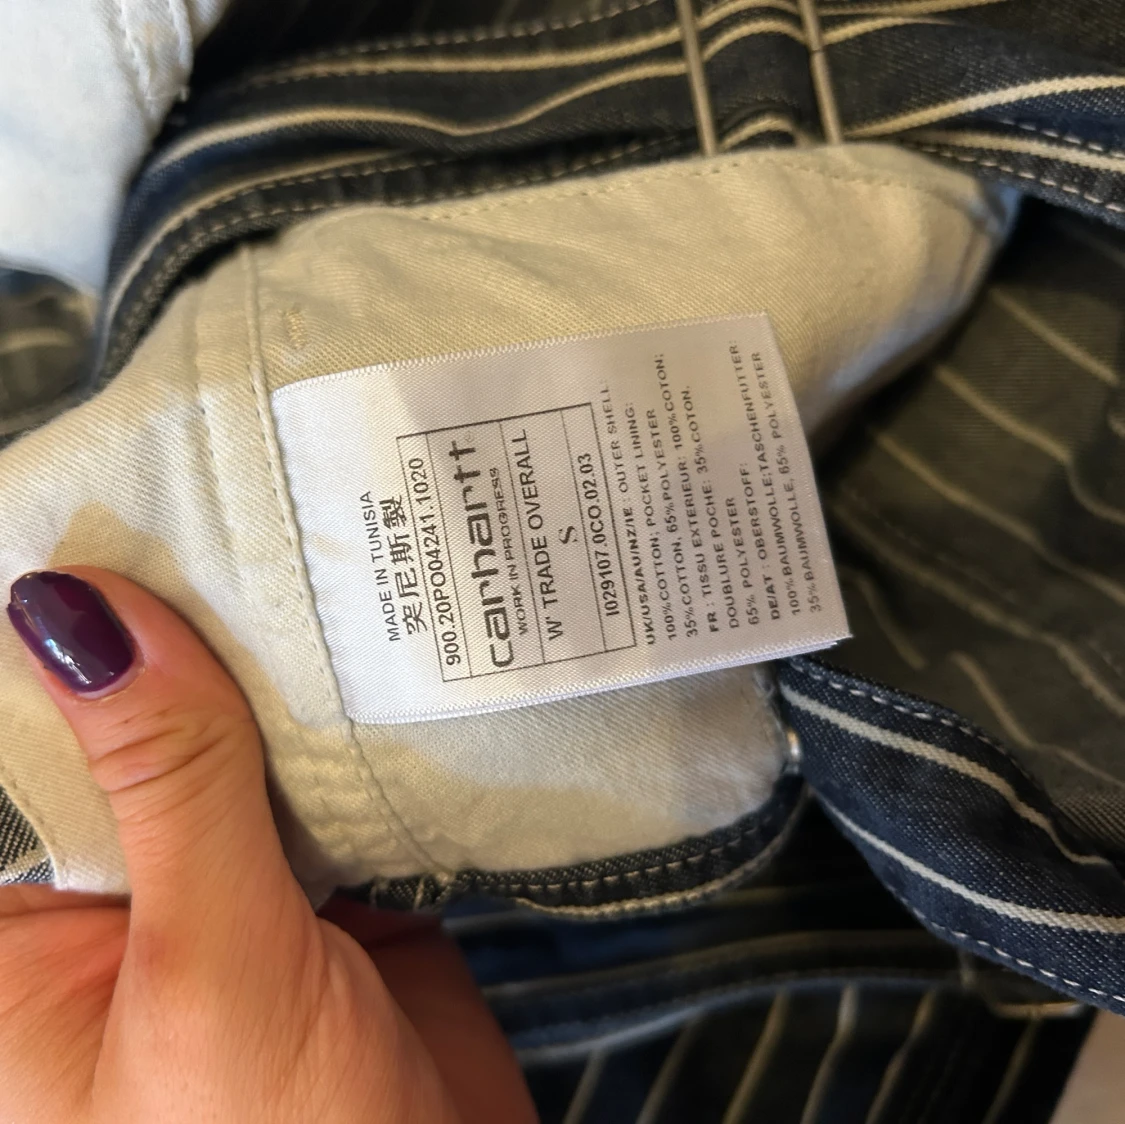 MADE IN TUNISIA
突尼斯製
900.20PO04241.1020
carhartt
WORK IN PROGRESS
W' TRADE OVERALL
S
I029107.0CO.02.03
UK/USA/AU/NZ/IE : OUTER SHELL:
100%COTTON; POCKET LINING:
35%COTTON, 65%POLYESTER
FR : TISSU EXTERIEUR: 100%COTON;
DOUBLURE POCHE: 35%COTON,
65% POLYESTER
DE/AT : OBERSTOFF:
100%BAUMWOLLE;TASCHENFUTTER:
35%BAUMWOLLE, 65% POLYESTER